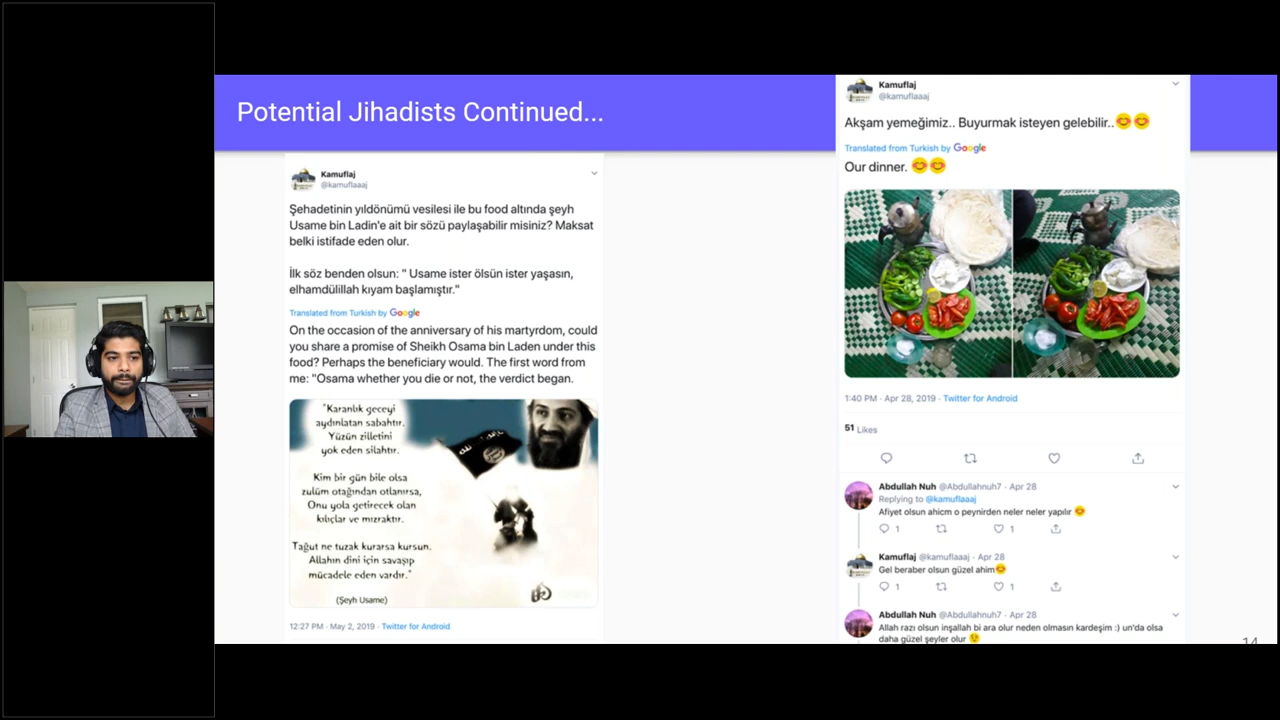 Potential Jihadists Continued...
Kamuflaj
@kamuflaaaj
Şehadetinin yıldönümü vesilesi ile bu food altında şeyh
Usame bin Ladin'e ait bir sözü paylaşabilir misiniz? Maksat
belki istifade eden olur.
İlk söz benden olsun: " Usame ister ölsün ister yaşasın,
elhamdülillah kıyam başlamıştır."
Translated from Turkish by Google
On the occasion of the anniversary of his martyrdom, could
you share a promise of Sheikh Osama bin Laden under this
food? Perhaps the beneficiary would. The first word from
me: "Osama whether you die or not, the verdict began.
"Karanlık geceyi
aydınlatan sabahtır.
Yüzün zilletini
yok eden silahtır.
Kim bir gün bile olsa
zulüm otağından otlanırsa,
Onu yola getirecek olan
kılıçlar ve mızraktır.
Tağut ne tuzak kurarsa kursun.
Allahın dini için savaşıp
mücadele eden vardır."
(Şeyh Usame)
12:27 PM · May 2, 2019 · Twitter for Android
Kamuflaj
@kamuflaaaj
Akşam yemeğimiz.. Buyurmak isteyen gelebilir..😊😊
Translated from Turkish by Google
Our dinner. 😊😊
1:40 PM · Apr 28, 2019 · Twitter for Android
51 Likes
Abdullah Nuh @Abdullahnuh7 · Apr 28
Replying to @kamuflaaaj
Afiyet olsun ahicm o peynirden neler neler yapılır 😊
1 1
Kamuflaj @kamuflaaaj · Apr 28
Gel beraber olsun güzel ahim😊
1 1
Abdullah Nuh @Abdullahnuh7 · Apr 28
Allah razı olsun inşallah bi ara olur neden olmasın kardeşim :) un'da olsa
daha güzel şeyler olur 😉
14